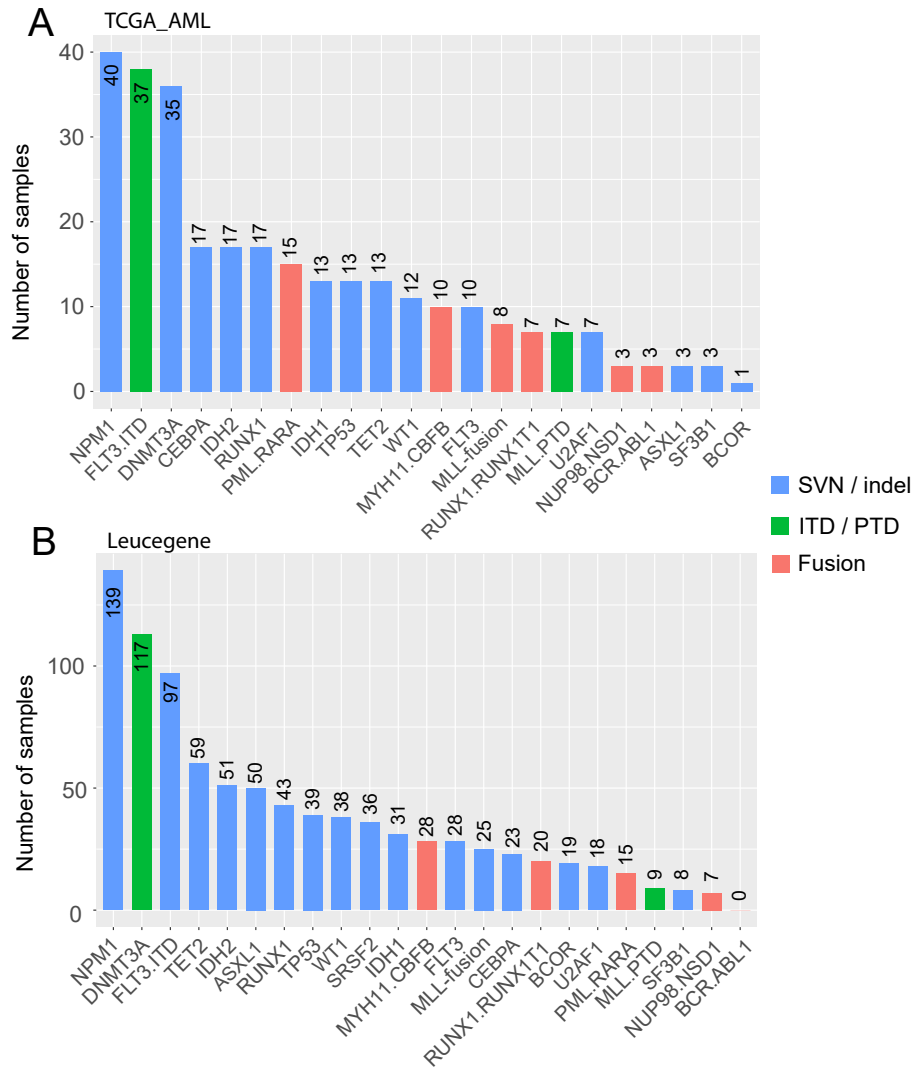 A
TCGA_AML
Number of samples
40
30
20
10
0
40
37
35
17
17
17
15
13
13
13
12
10
10
8
7
7
7
3
3
3
3
1
NPM1
FLT3.ITD
DNMT3A
CEBPA
IDH2
RUNX1
PML.RARA
IDH1
TP53
TET2
WT1
MYH11.CBFB
FLT3
MLL-fusion
RUNX1.RUNX1T1
MLL.PTD
U2AF1
NUP98.NSD1
BCR.ABL1
ASXL1
SF3B1
BCOR
SVN / indel
ITD / PTD
Fusion
B
Leucegene
Number of samples
100
50
0
139
117
97
59
51
50
43
39
38
36
31
28
28
25
23
20
19
18
15
9
8
7
0
NPM1
DNMT3A
FLT3.ITD
TET2
IDH2
ASXL1
RUNX1
TP53
WT1
SRSF2
IDH1
MYH11.CBFB
FLT3
MLL-fusion
CEBPA
RUNX1.RUNX1T1
BCOR
U2AF1
PML.RARA
MLL.PTD
SF3B1
NUP98.NSD1
BCR.ABL1